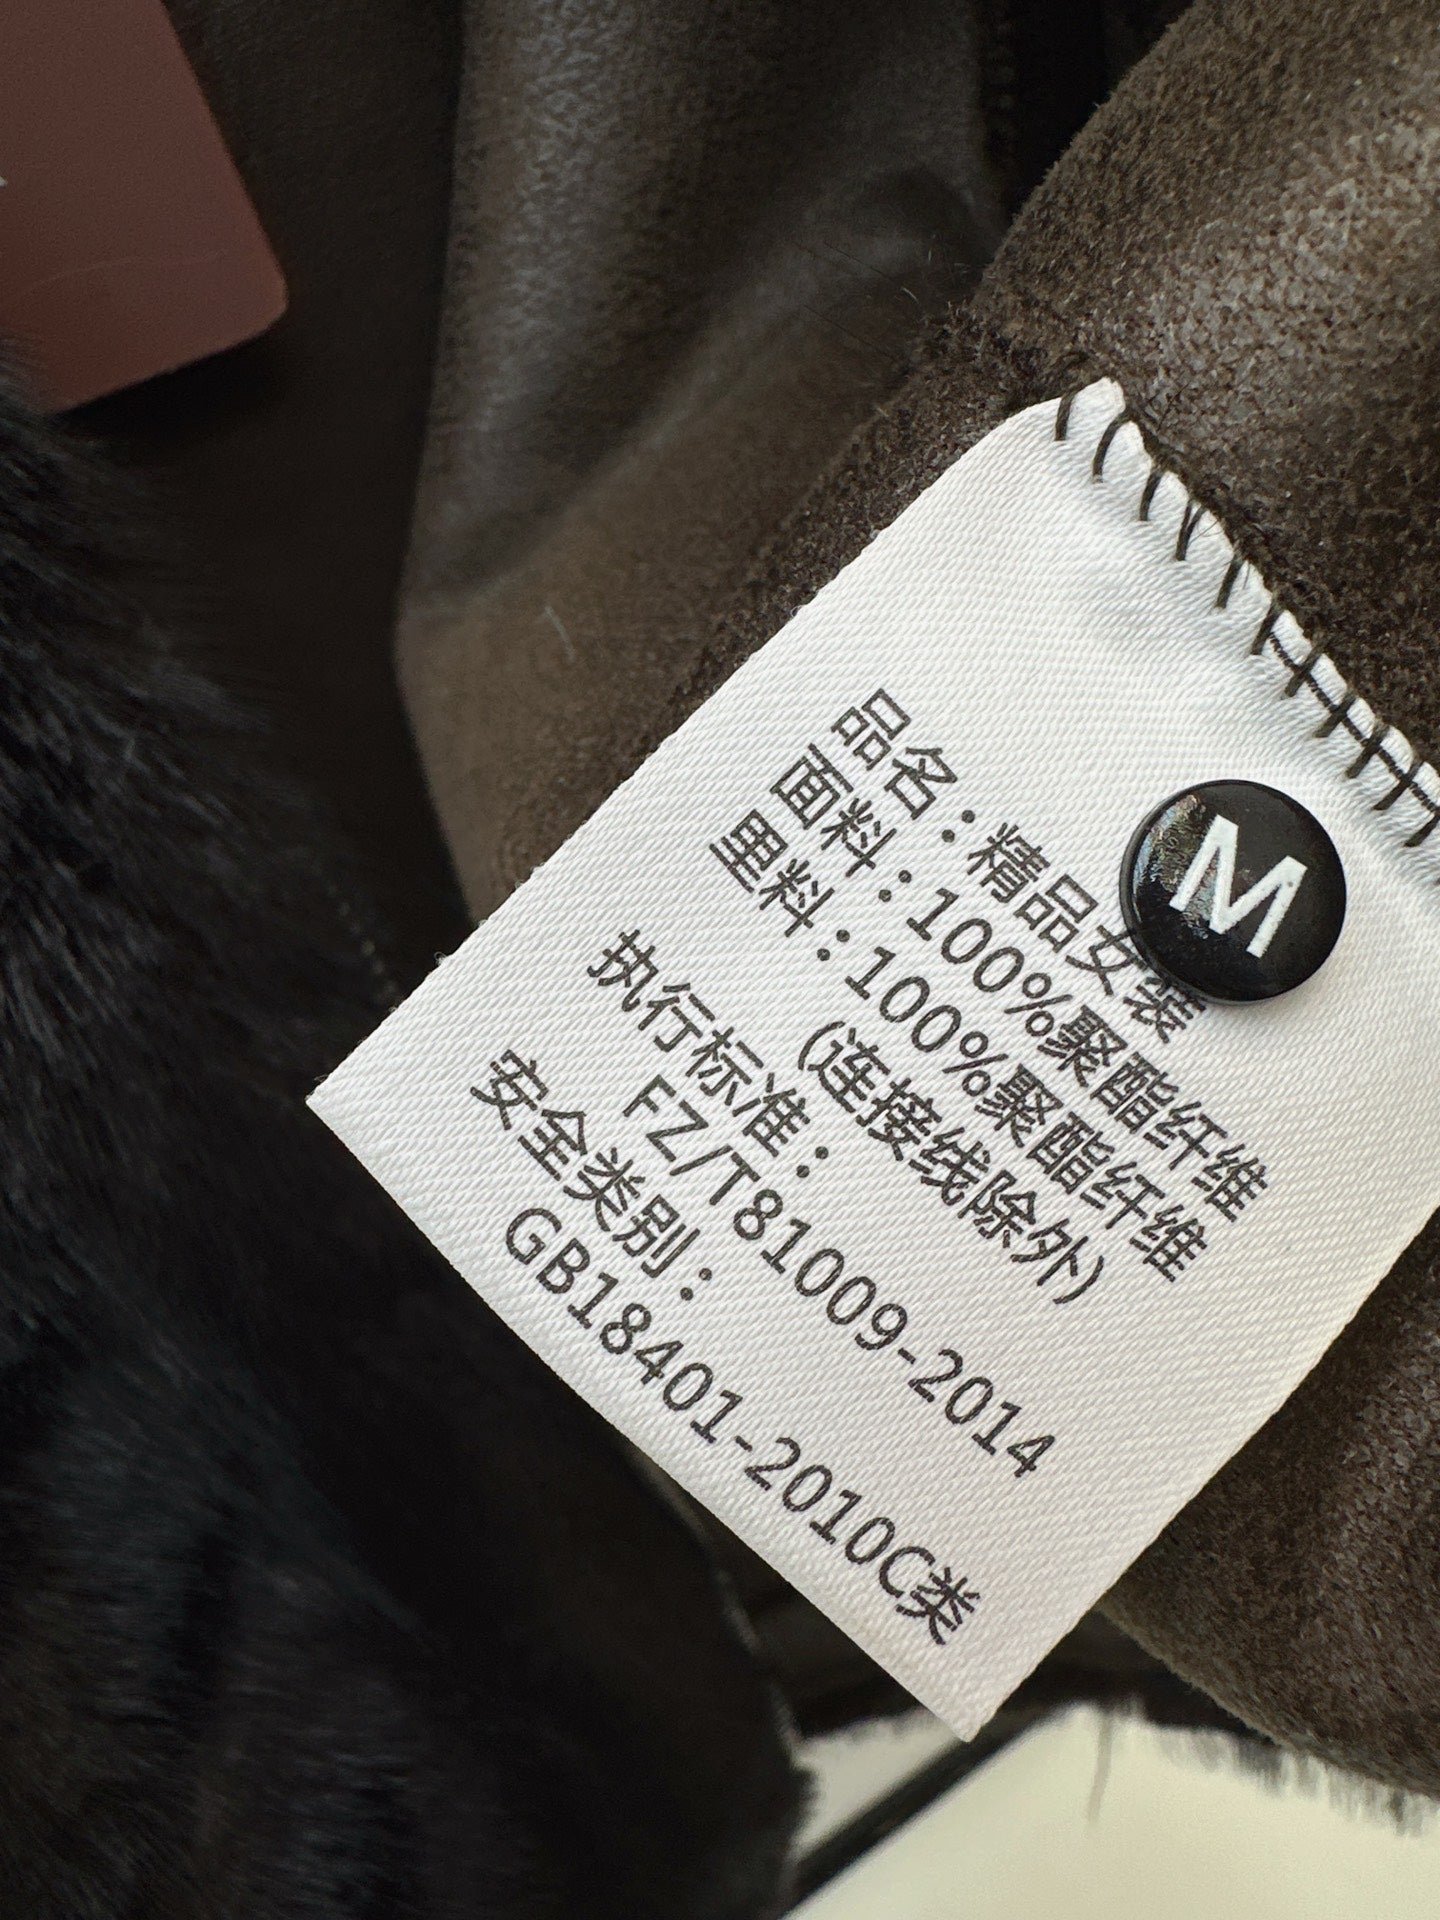 品名：精品女装
M
面料：100%聚酯纤维
里料：100%聚酯纤维
(连接线除外)
执行标准：
FZ/T81009-2014
安全类别：
GB18401-2010C类